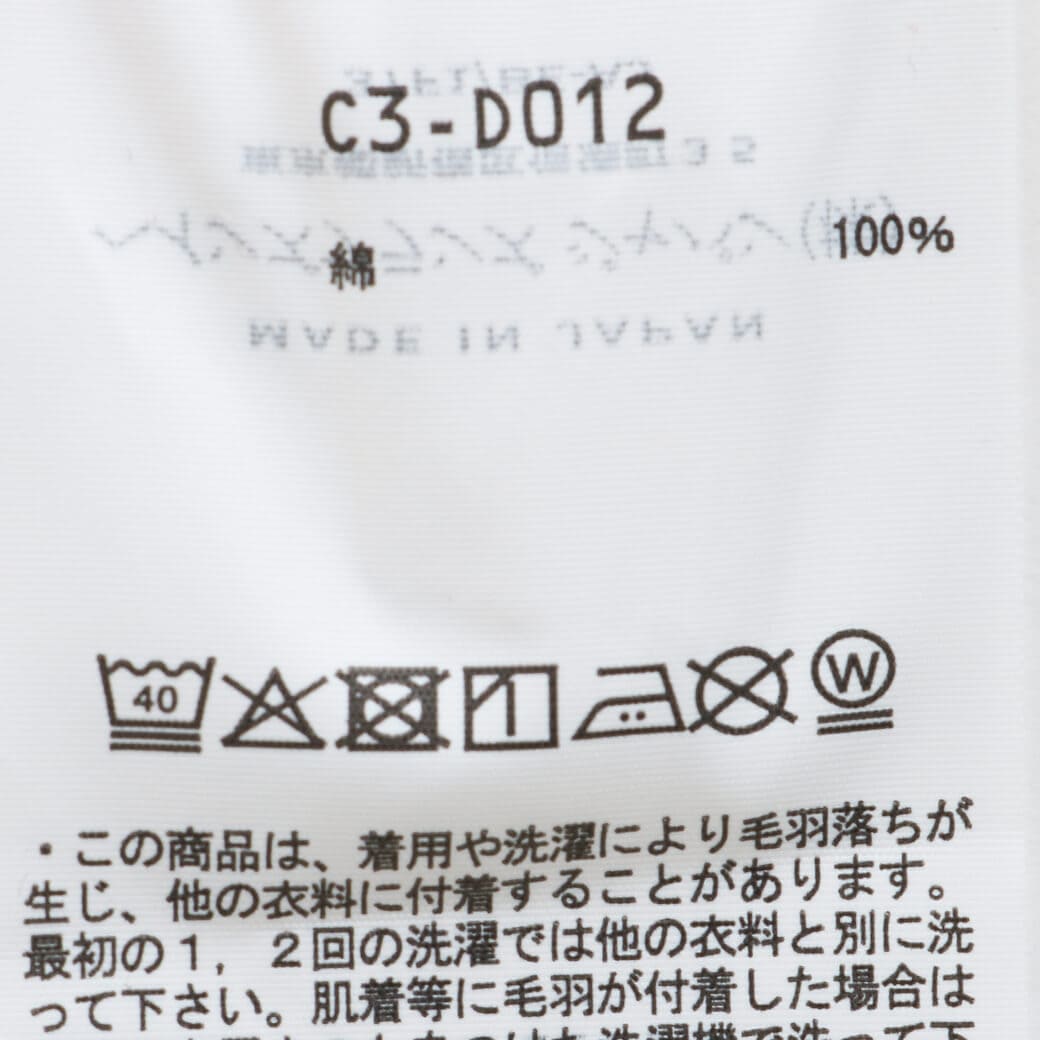 C3-D012
綿 100%
MADE IN JAPAN
40
W
・この商品は、着用や洗濯により毛羽落ちが
生じ、他の衣料に付着することがあります。
最初の1，2回の洗濯では他の衣料と別に洗
って下さい。肌着等に毛羽が付着した場合は